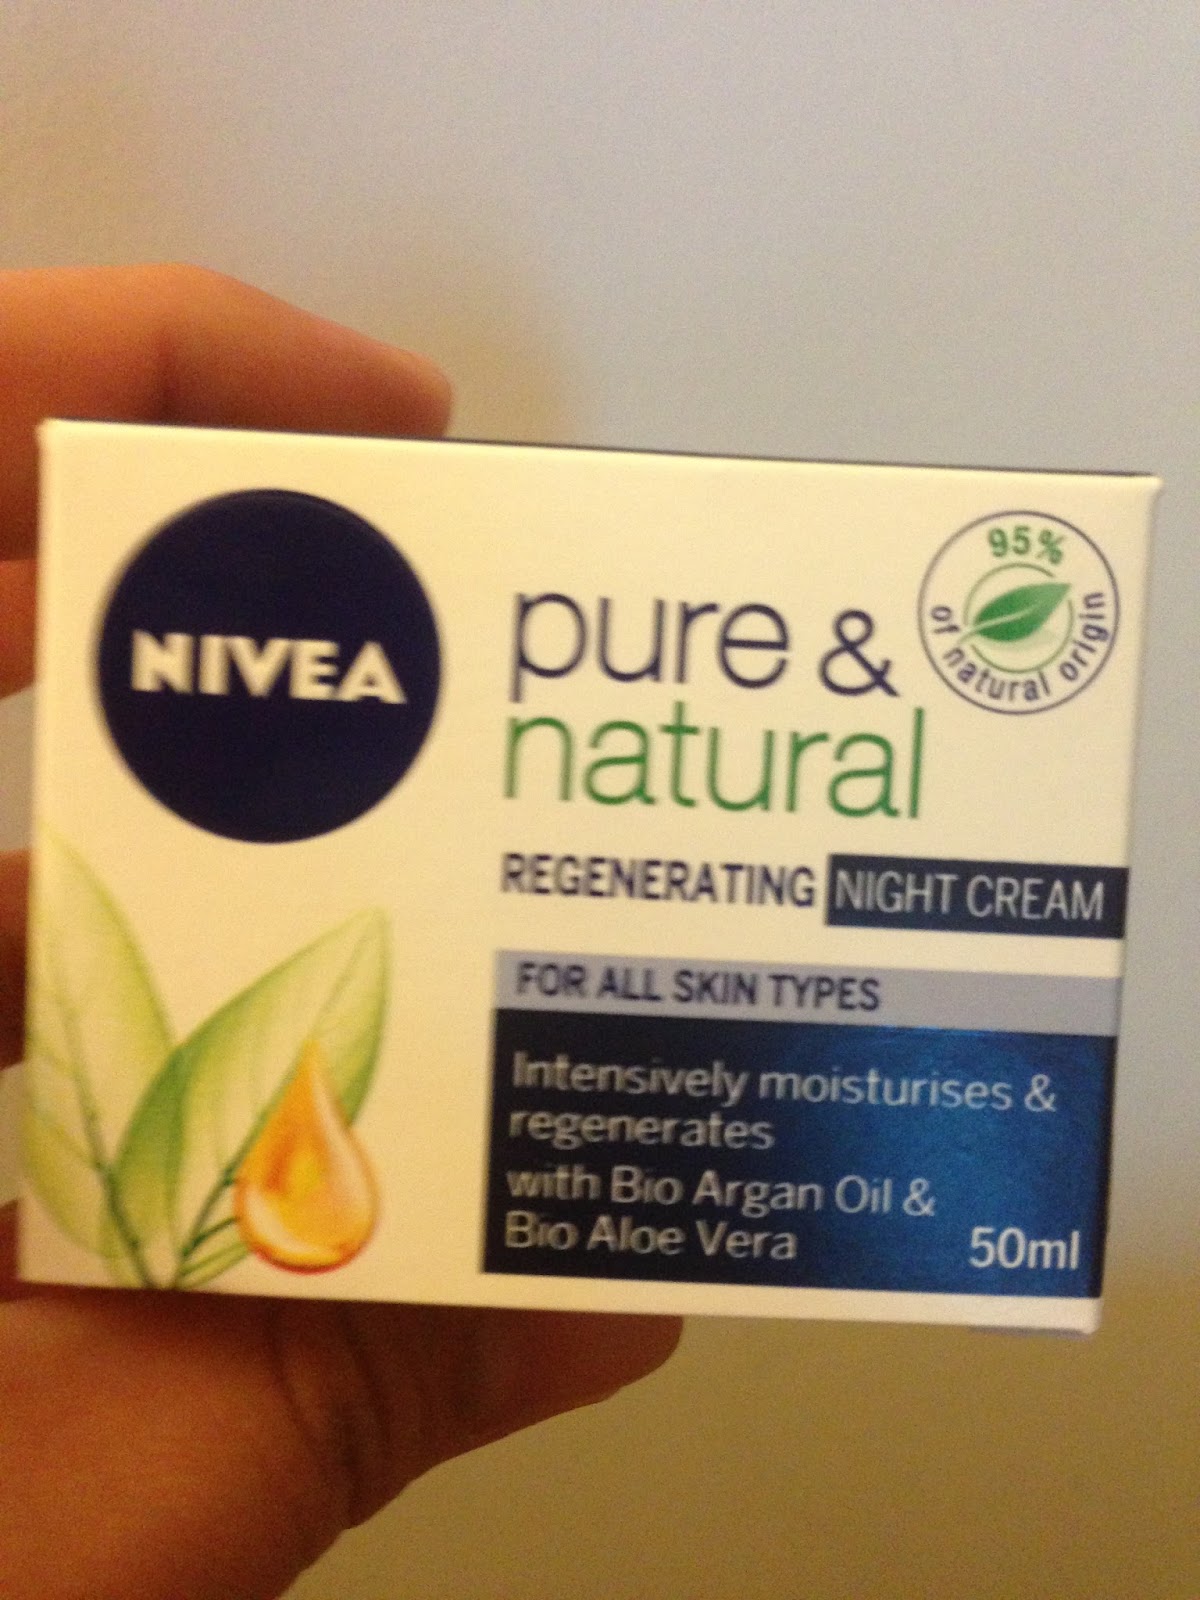 NIVEA
pure &
natural
95%
of natural origin
REGENERATING NIGHT CREAM
FOR ALL SKIN TYPES
Intensively moisturises &
regenerates
with Bio Argan Oil &
Bio Aloe Vera
50ml